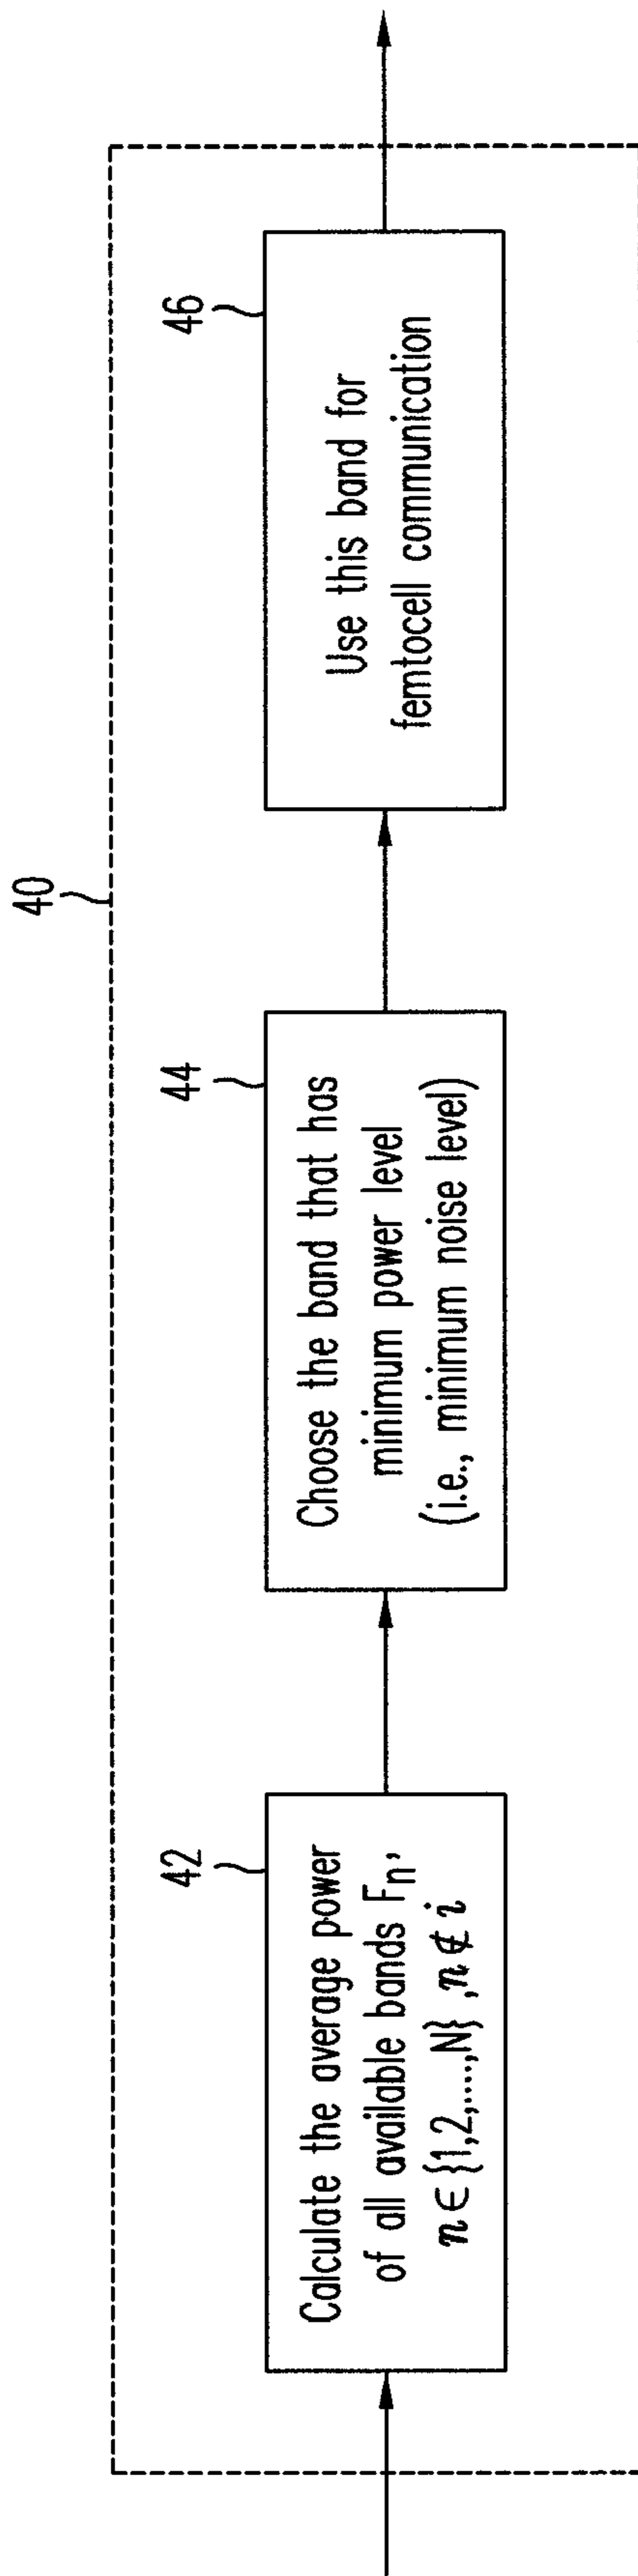 40
42
Calculate the average power
of all available bands Fn,
n ∈ {1,2,....,N} ,n ∉ i
44
Choose the band that has
minimum power level
(i.e., minimum noise level)
46
Use this band for
femtocell communication